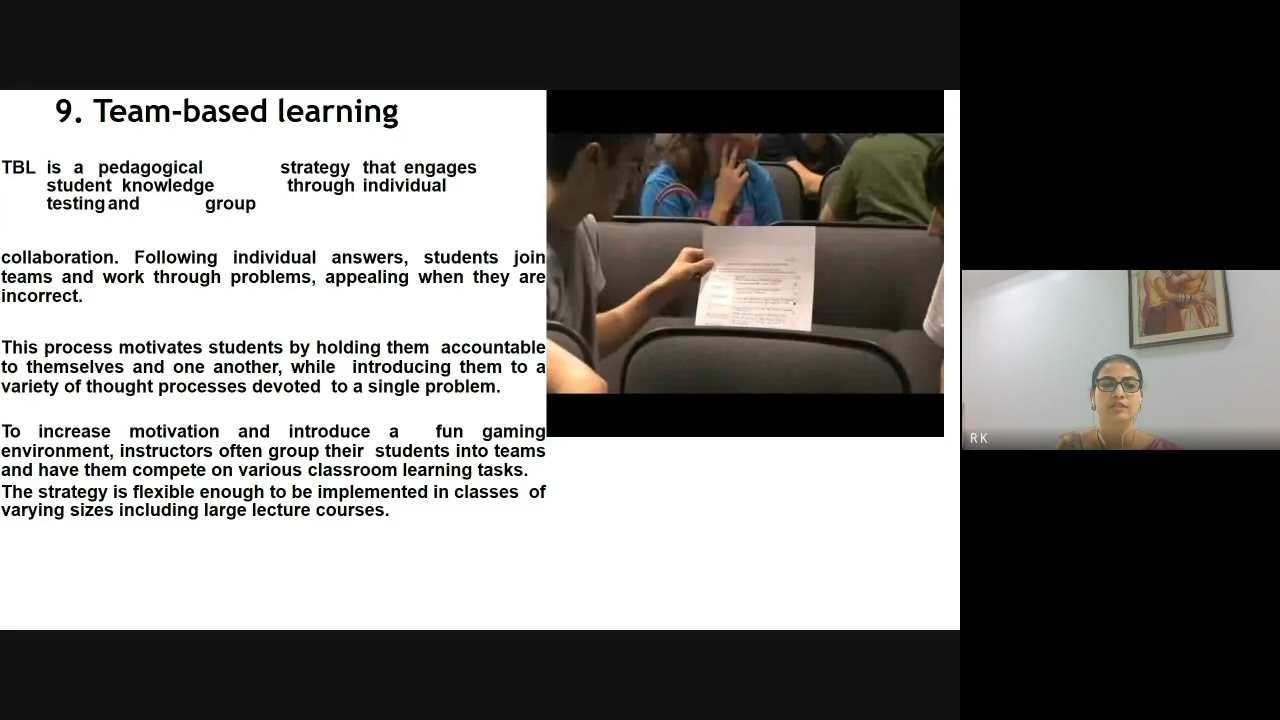 9. Team-based learning
TBL is a pedagogical strategy that engages
student knowledge through individual
testing and group
collaboration. Following individual answers, students join
teams and work through problems, appealing when they are
incorrect.
This process motivates students by holding them accountable
to themselves and one another, while introducing them to a
variety of thought processes devoted to a single problem.
To increase motivation and introduce a fun gaming
environment, instructors often group their students into teams
and have them compete on various classroom learning tasks.
The strategy is flexible enough to be implemented in classes of
varying sizes including large lecture courses.
R K